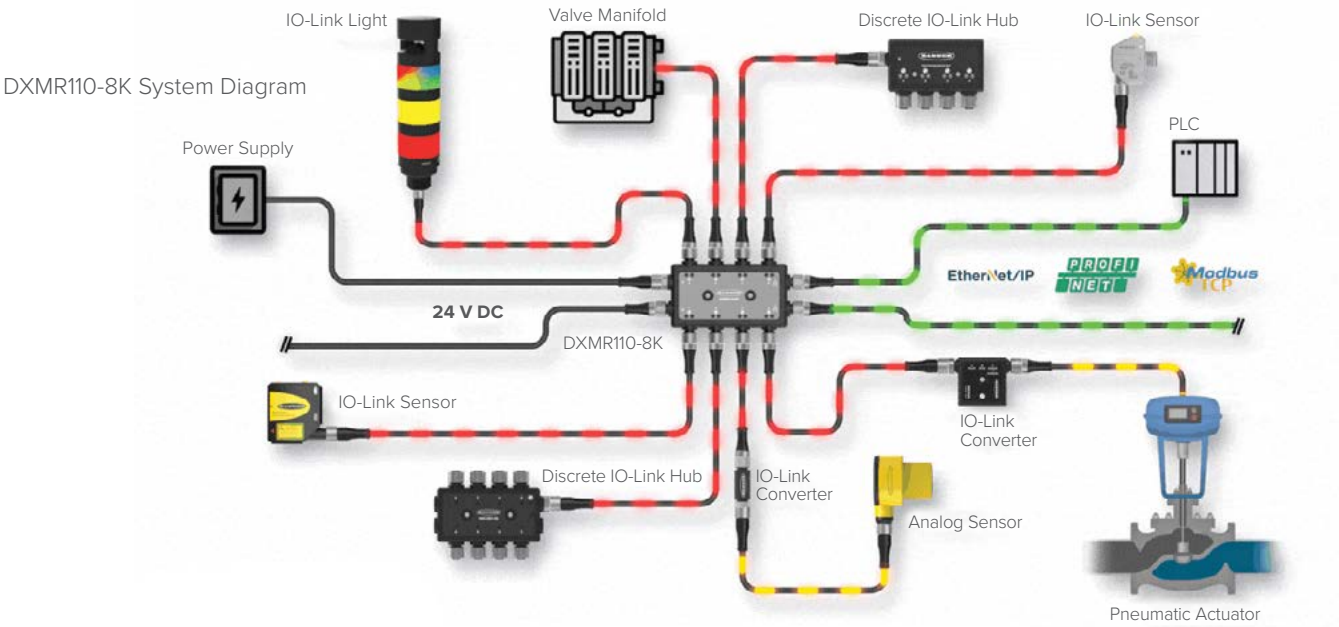 IO-Link Light
Valve Manifold
Discrete IO-Link Hub
IO-Link Sensor
DXMR110-8K System Diagram
BANNER
PLC
Power Supply
EtherNet/IP
PROFI
NET
Modbus
TCP
24 V DC
DXMR110-8K
IO-Link Sensor
IO-Link
Converter
Discrete IO-Link Hub
IO-Link
Converter
Analog Sensor
Pneumatic Actuator